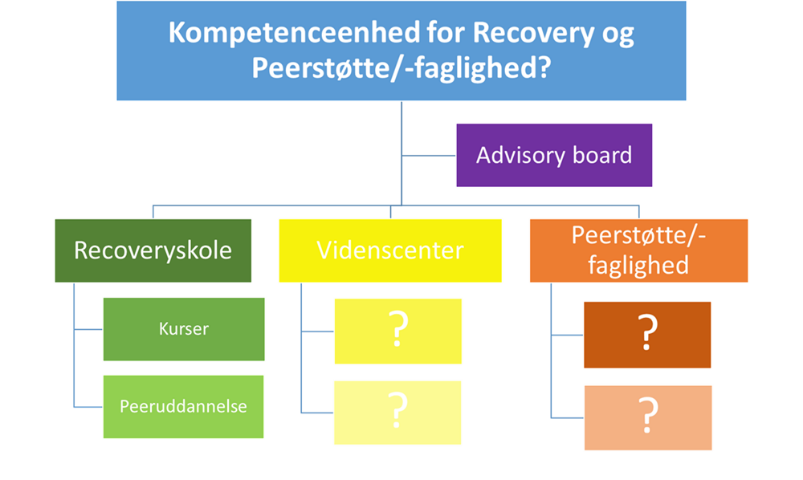 Kompetenceenhed for Recovery og
Peerstøtte/-faglighed?
Advisory board
Recoveryskole
Videnscenter
Peerstøtte/-
faglighed
Kurser
?
?
Peeruddannelse
?
?